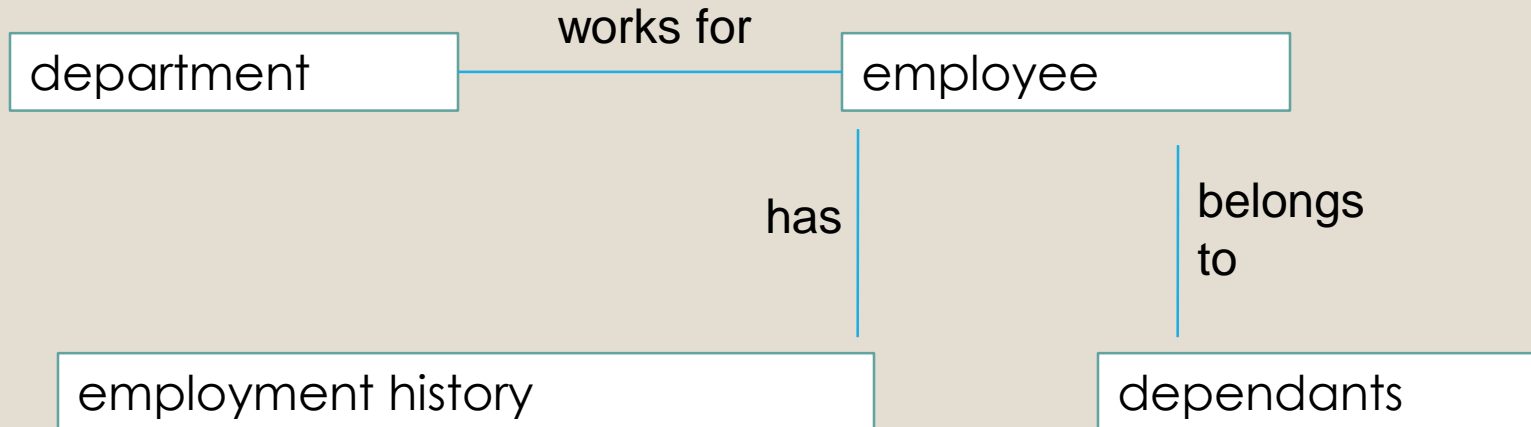 works for
department
employee
has
belongs
to
employment history
dependants